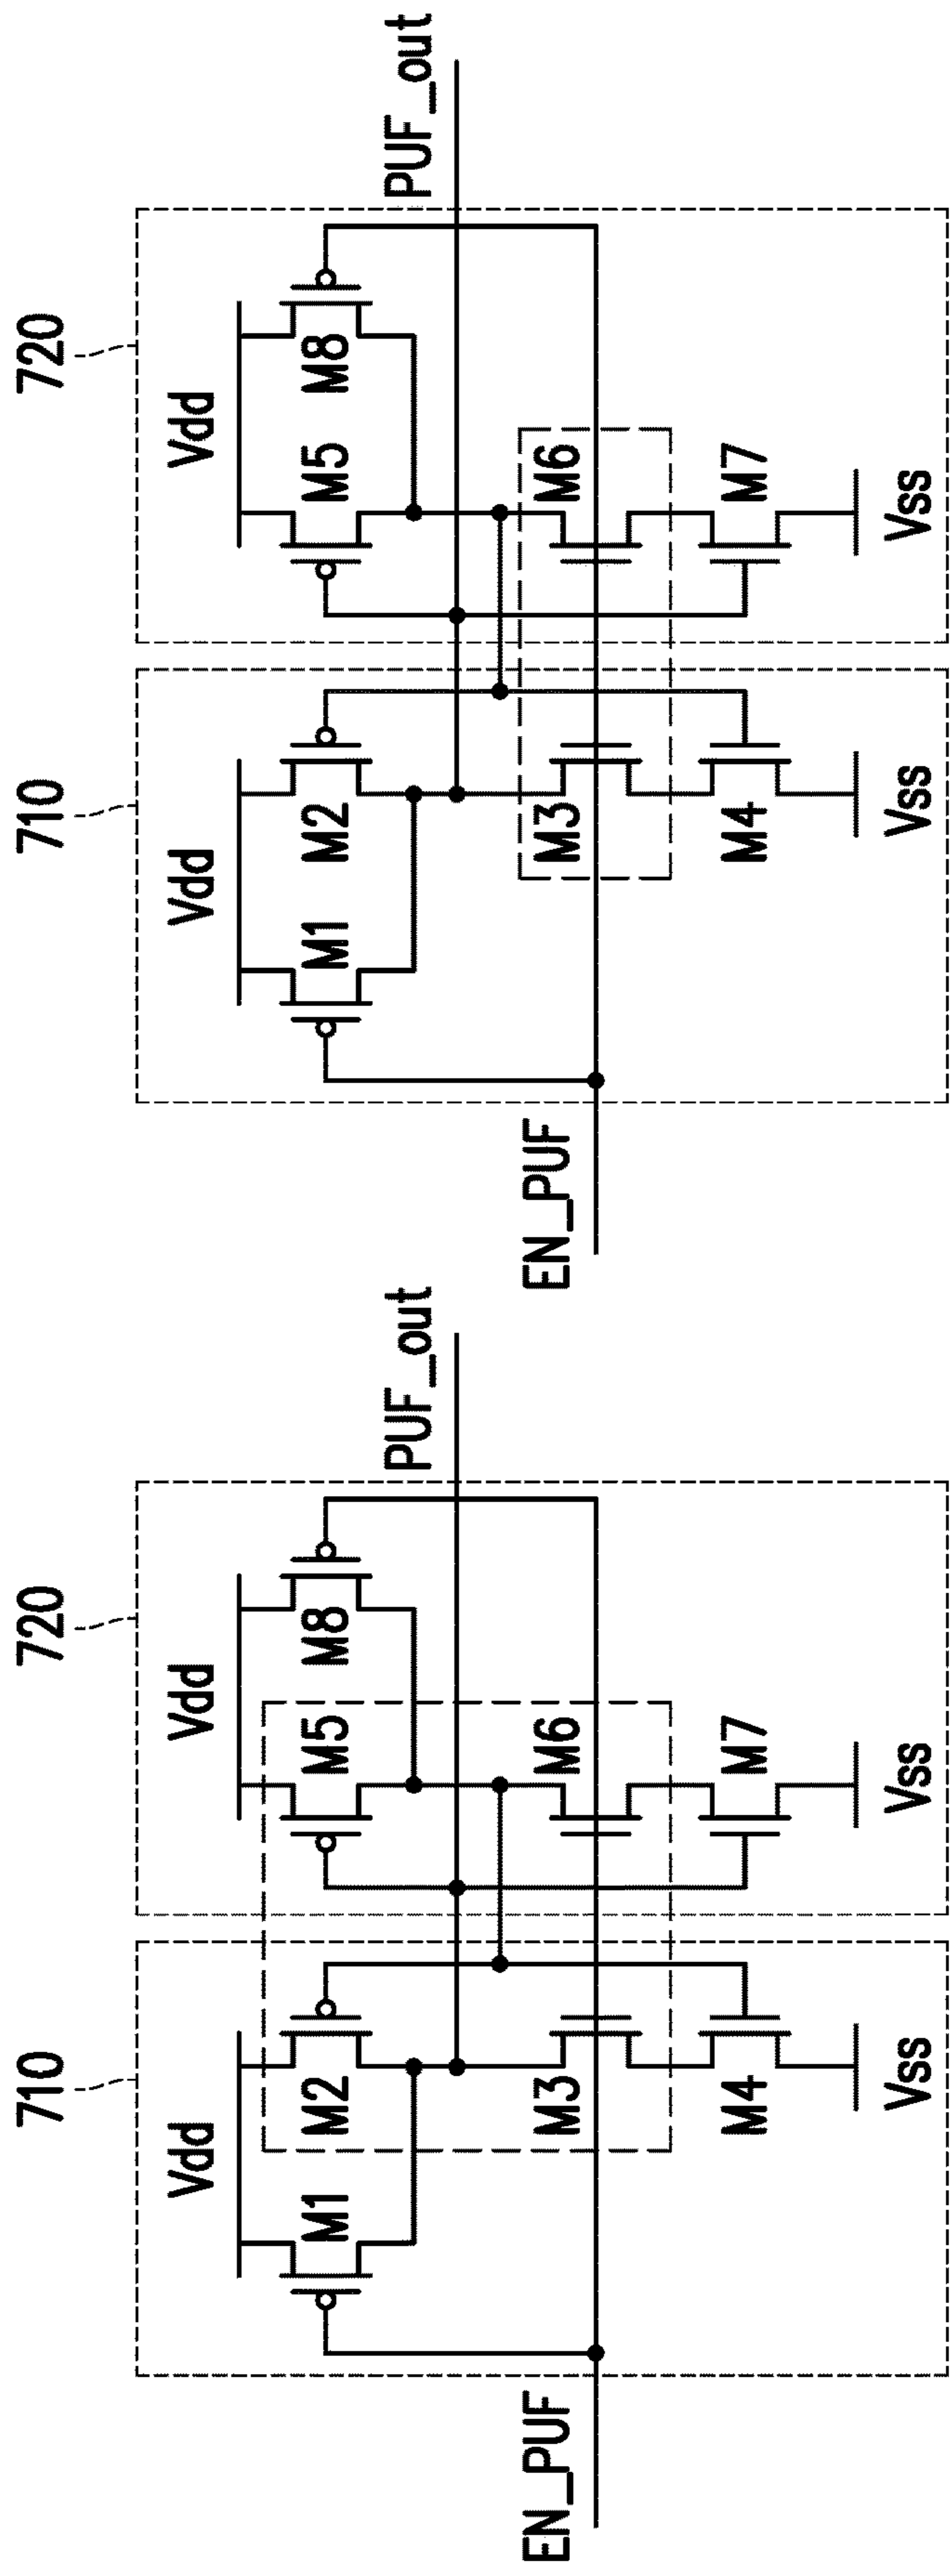 710
720
Vdd
Vdd
M1
M2
M5
M8
PUF_out
EN_PUF
M3
M6
M4
M7
Vss
Vss
710
720
Vdd
Vdd
M1
M2
M5
M8
PUF_out
EN_PUF
M3
M6
M4
M7
Vss
Vss